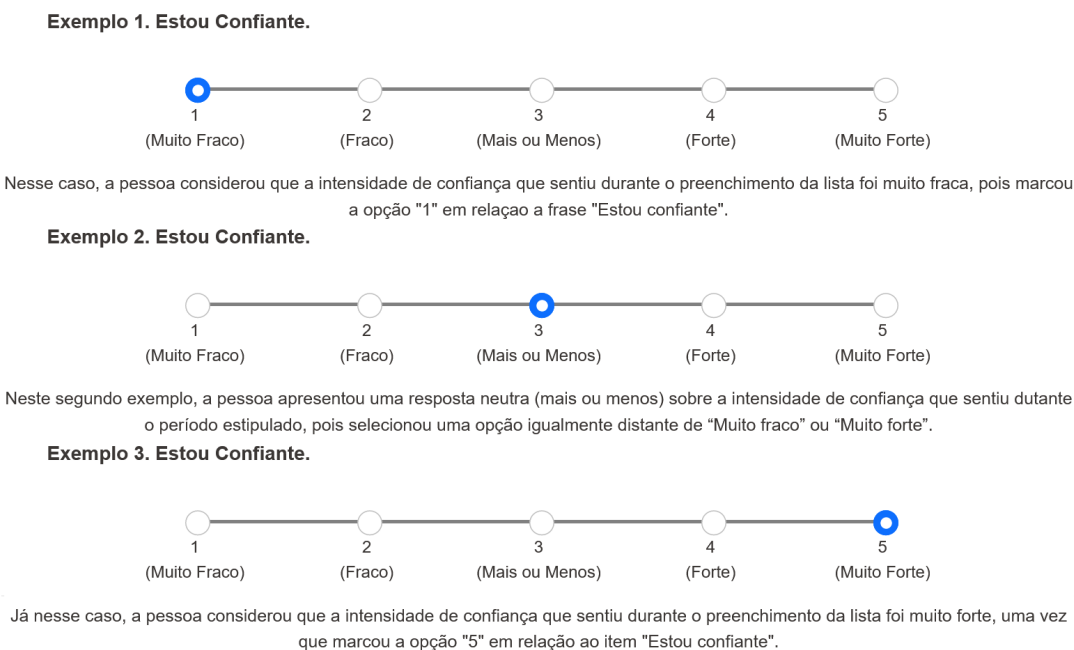 Exemplo 1. Estou Confiante.
1 2 3 4 5
(Muito Fraco) (Fraco) (Mais ou Menos) (Forte) (Muito Forte)
Nesse caso, a pessoa considerou que a intensidade de confiança que sentiu durante o preenchimento da lista foi muito fraca, pois marcou
a opção "1" em relaçao a frase "Estou confiante".
Exemplo 2. Estou Confiante.
1 2 3 4 5
(Muito Fraco) (Fraco) (Mais ou Menos) (Forte) (Muito Forte)
Neste segundo exemplo, a pessoa apresentou uma resposta neutra (mais ou menos) sobre a intensidade de confiança que sentiu dutante
o período estipulado, pois selecionou uma opção igualmente distante de “Muito fraco” ou “Muito forte”.
Exemplo 3. Estou Confiante.
1 2 3 4 5
(Muito Fraco) (Fraco) (Mais ou Menos) (Forte) (Muito Forte)
Já nesse caso, a pessoa considerou que a intensidade de confiança que sentiu durante o preenchimento da lista foi muito forte, uma vez
que marcou a opção "5" em relação ao item "Estou confiante".